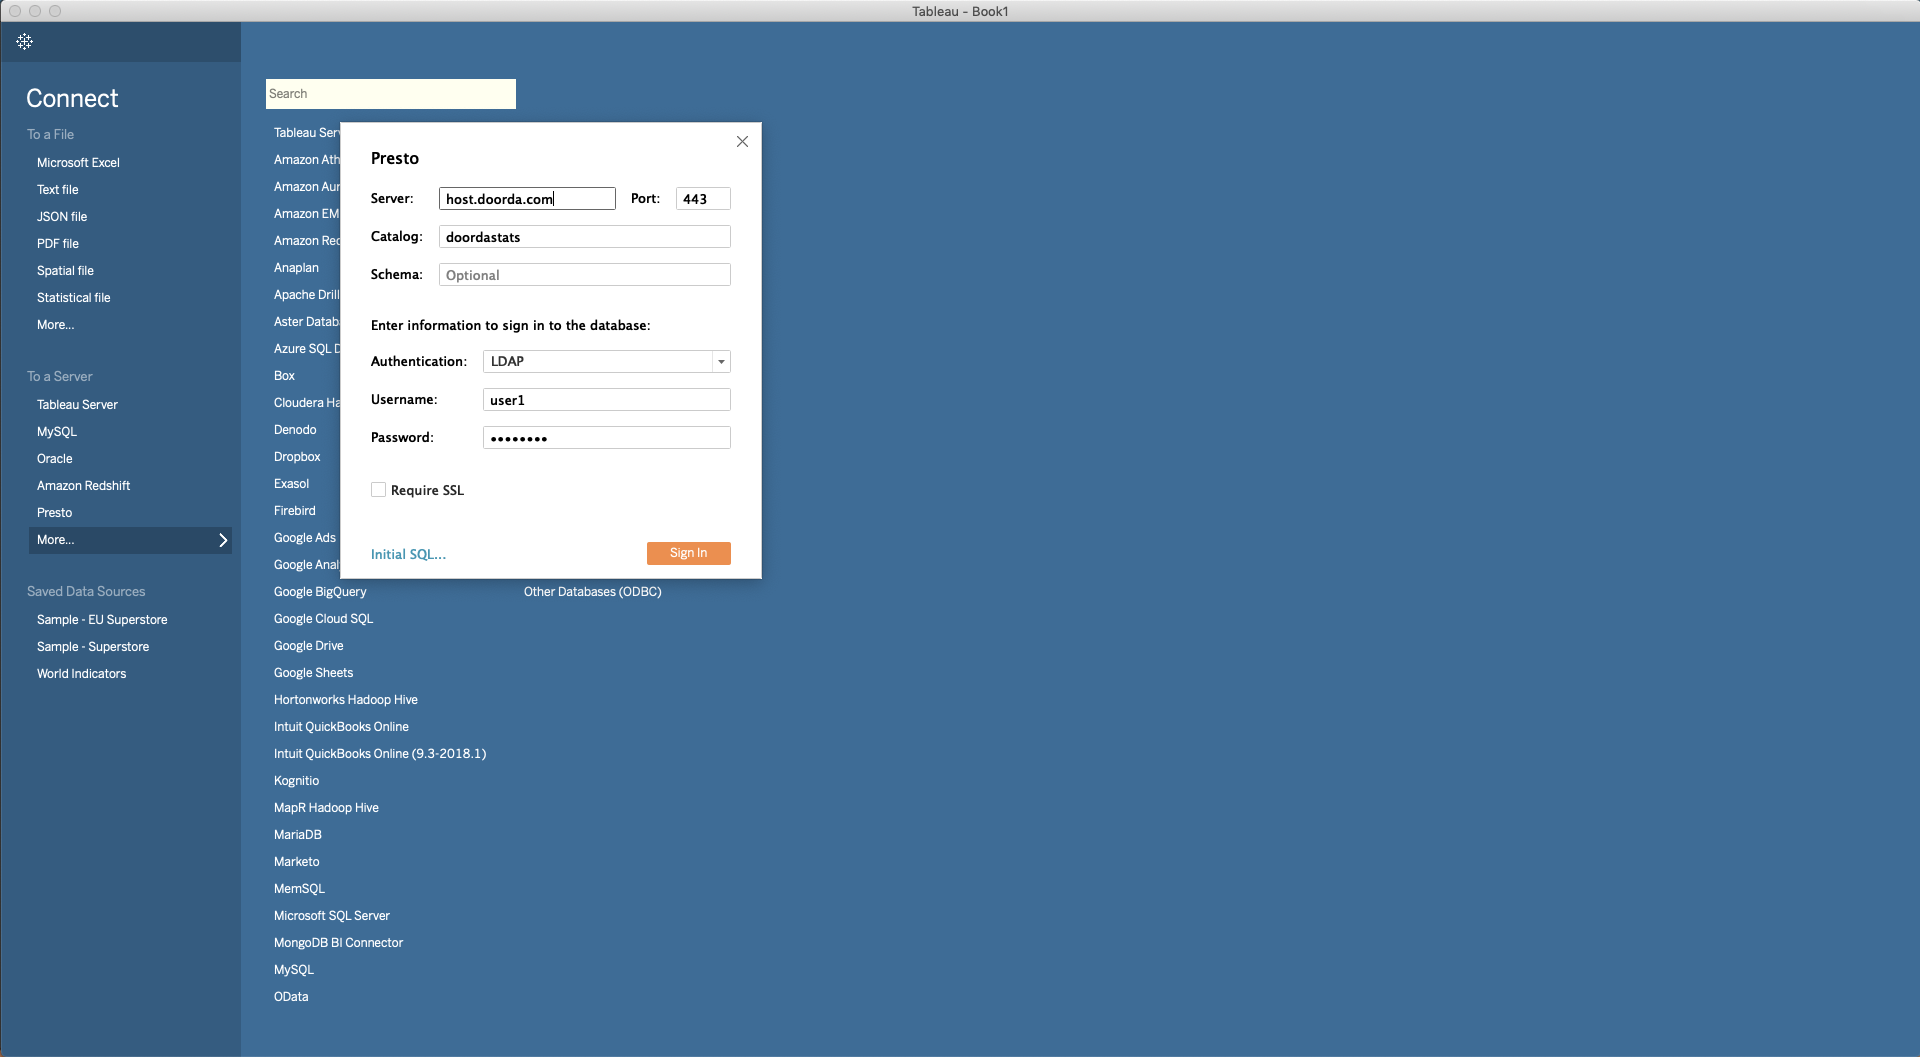 Tableau - Book1
Connect
To a File
Microsoft Excel
Text file
JSON file
PDF file
Spatial file
Statistical file
More...
To a Server
Tableau Server
MySQL
Oracle
Amazon Redshift
Presto
More...
Saved Data Sources
Sample - EU Superstore
Sample - Superstore
World Indicators
Search
Tableau Serv
Amazon Ath
Amazon Aur
Amazon EM
Amazon Red
Anaplan
Apache Drill
Aster Datab
Azure SQL D
Box
Cloudera Ha
Denodo
Dropbox
Exasol
Firebird
Google Ads
Google Anal
Google BigQuery
Google Cloud SQL
Google Drive
Google Sheets
Hortonworks Hadoop Hive
Intuit QuickBooks Online
Intuit QuickBooks Online (9.3-2018.1)
Kognitio
MapR Hadoop Hive
MariaDB
Marketo
MemSQL
Microsoft SQL Server
MongoDB BI Connector
MySQL
OData
Other Databases (ODBC)
Presto
Server: host.doorda.com Port: 443
Catalog: doordastats
Schema: Optional
Enter information to sign in to the database:
Authentication: LDAP
Username: user1
Password: ••••••••
Require SSL
Initial SQL... Sign In